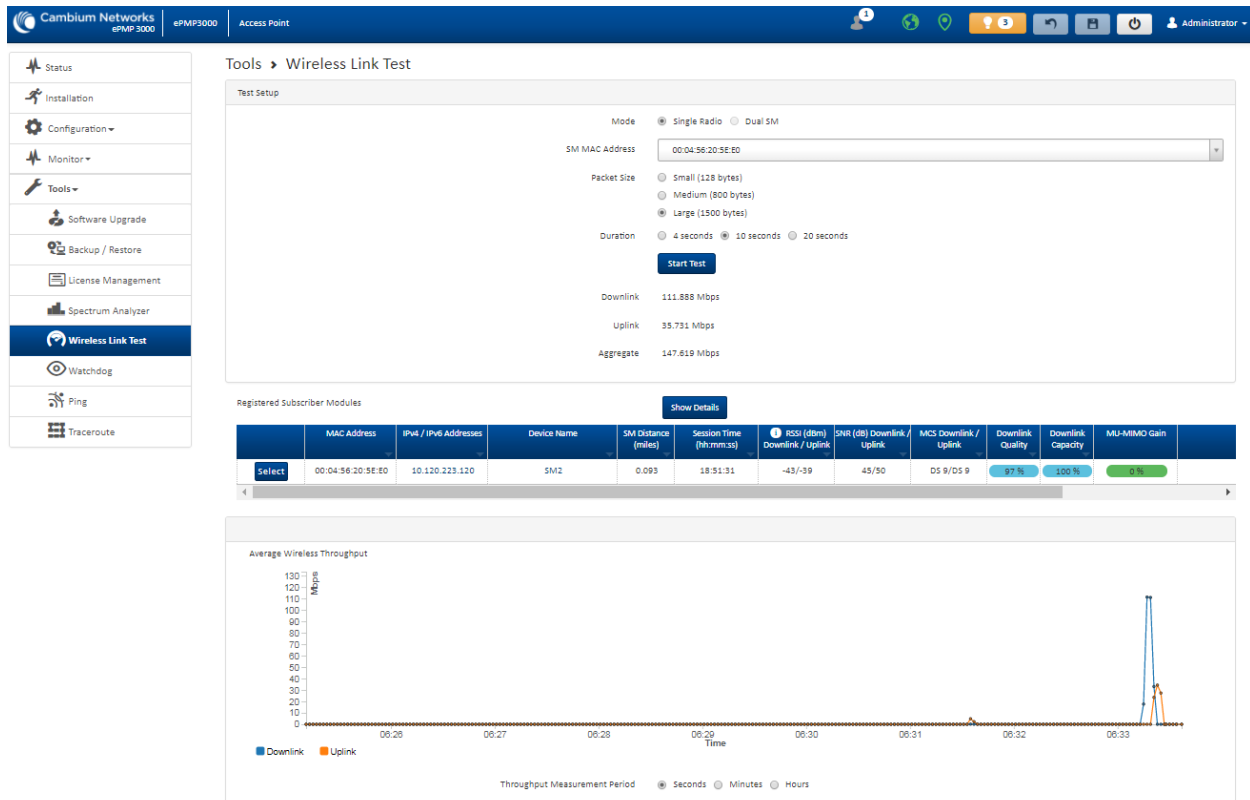 Cambium Networks
ePMP 3000
ePMP3000
Access Point
1
3
Administrator
Status
Installation
Configuration
Monitor
Tools
Software Upgrade
Backup / Restore
License Management
Spectrum Analyzer
Wireless Link Test
Watchdog
Ping
Traceroute
Tools > Wireless Link Test
Test Setup
Mode Single Radio Dual SM
SM MAC Address 00:04:56:20:5E:E0
Packet Size Small (128 bytes)
Medium (800 bytes)
Large (1500 bytes)
Duration 4 seconds 10 seconds 20 seconds
Start Test
Downlink 111.888 Mbps
Uplink 35.731 Mbps
Aggregate 147.619 Mbps
Registered Subscriber Modules
Show Details
MAC Address IPv4 / IPv6 Addresses Device Name SM Distance (miles) Session Time (hh:mm:ss) RSSI (dBm) Downlink / Uplink SNR (dB) Downlink / Uplink MCS Downlink / Uplink Downlink Quality Downlink Capacity MU-MIMO Gain
Select 00:04:56:20:5E:E0 10.120.223.120 SM2 0.093 18:51:31 -43/-39 45/50 DS 9/DS 9 97 % 100 % 0 %
Average Wireless Throughput
Mbps
130
120
110
100
90
80
70
60
50
40
30
20
10
0
06:26 06:27 06:28 06:29 06:30 06:31 06:32 06:33
Time
Downlink Uplink
Throughput Measurement Period Seconds Minutes Hours